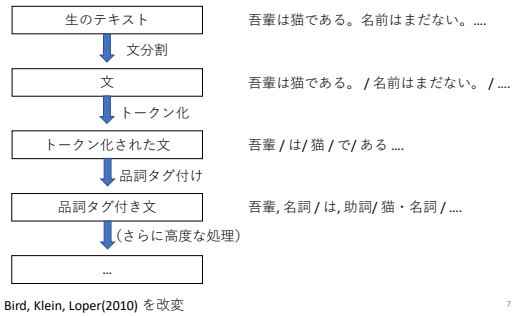 生のテキスト 吾輩は猫である。名前はまだない。....
文分割
文 吾輩は猫である。 / 名前はまだない。 / ....
トークン化
トークン化された文 吾輩 / は/ 猫 / で/ ある ....
品詞タグ付け
品詞タグ付き文 吾輩, 名詞 / は, 助詞/ 猫・名詞 / ....
(さらに高度な処理)
...
Bird, Klein, Loper(2010) を改変
7